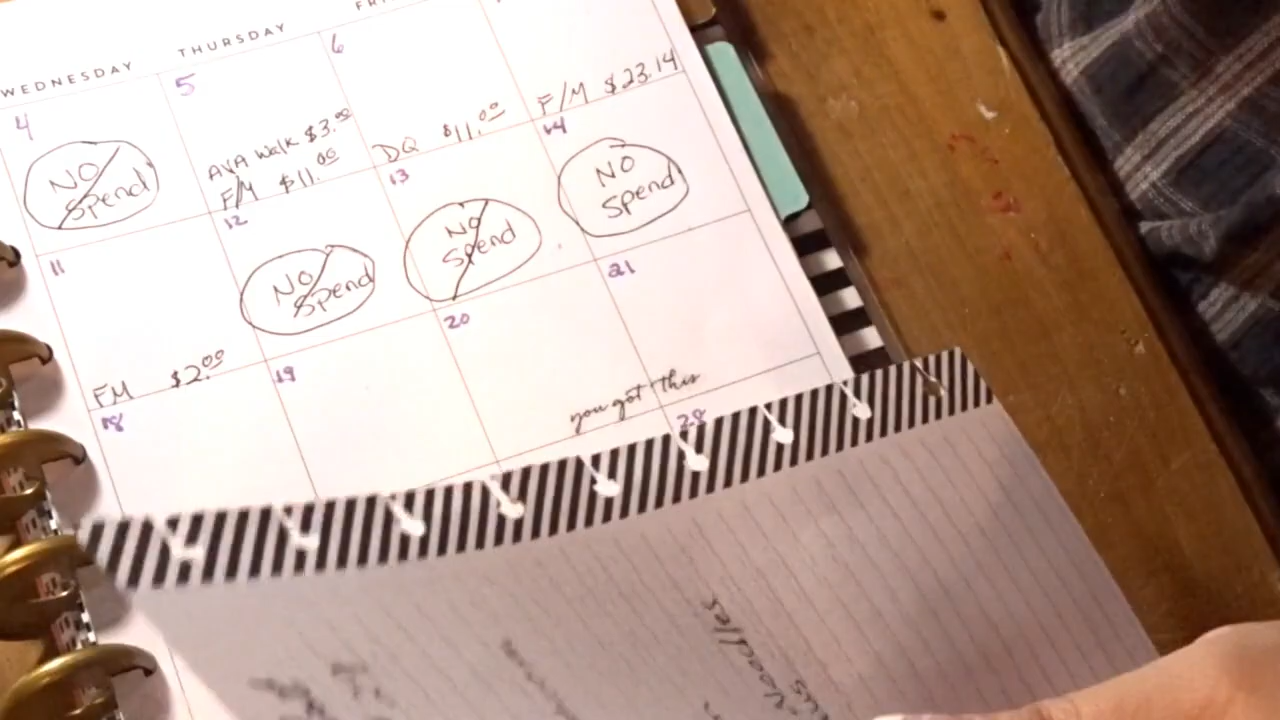 WEDNESDAY
THURSDAY
4
NO
Spend
5
AVA Walk $3.00
F/M $11.00
6
DQ $11.00
F/M $23.14
11
FM $2.00
12
NO
Spend
13
NO
Spend
14
NO
Spend
18
19
20
21
you got this
28
Needles